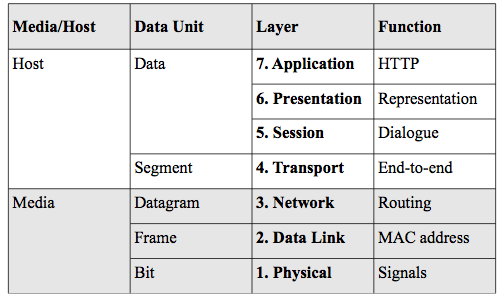 Media/Host Data Unit Layer Function
Host Data 7. Application HTTP
6. Presentation Representation
5. Session Dialogue
Segment 4. Transport End-to-end
Media Datagram 3. Network Routing
Frame 2. Data Link MAC address
Bit 1. Physical Signals